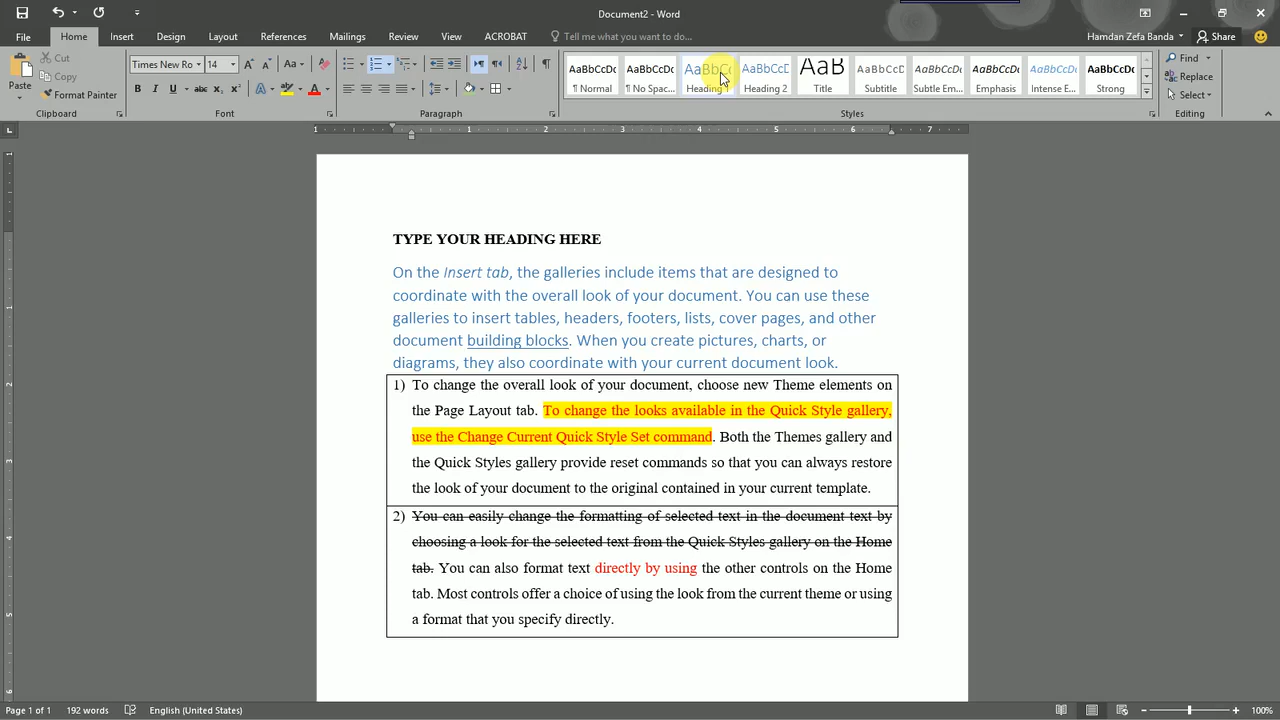 Document2 - Word
Hamdan Zefa Banda
Share
File Home Insert Design Layout References Mailings Review View ACROBAT Tell me what you want to do...
Paste
Cut
Copy
Format Painter
Clipboard
Times New Ro 14
Font
Paragraph
AaBbCcDc AaBbCcDc AaBbCc AaBbCcD AaB AaBbCcD AaBbCcDc AaBbCcDc AaBbCcDc AaBbCcDc
¶ Normal ¶ No Spac... Heading 1 Heading 2 Title Subtitle Subtle Em... Emphasis Intense E... Strong
Styles
Find
Replace
Select
Editing
1 1 2 3 4 5 6 7
TYPE YOUR HEADING HERE
On the Insert tab, the galleries include items that are designed to
coordinate with the overall look of your document. You can use these
galleries to insert tables, headers, footers, lists, cover pages, and other
document building blocks. When you create pictures, charts, or
diagrams, they also coordinate with your current document look.
1) To change the overall look of your document, choose new Theme elements on
the Page Layout tab. To change the looks available in the Quick Style gallery,
use the Change Current Quick Style Set command. Both the Themes gallery and
the Quick Styles gallery provide reset commands so that you can always restore
the look of your document to the original contained in your current template.
2) You can easily change the formatting of selected text in the document text by
choosing a look for the selected text from the Quick Styles gallery on the Home
tab. You can also format text directly by using the other controls on the Home
tab. Most controls offer a choice of using the look from the current theme or using
a format that you specify directly.
Page 1 of 1 192 words English (United States) 100%